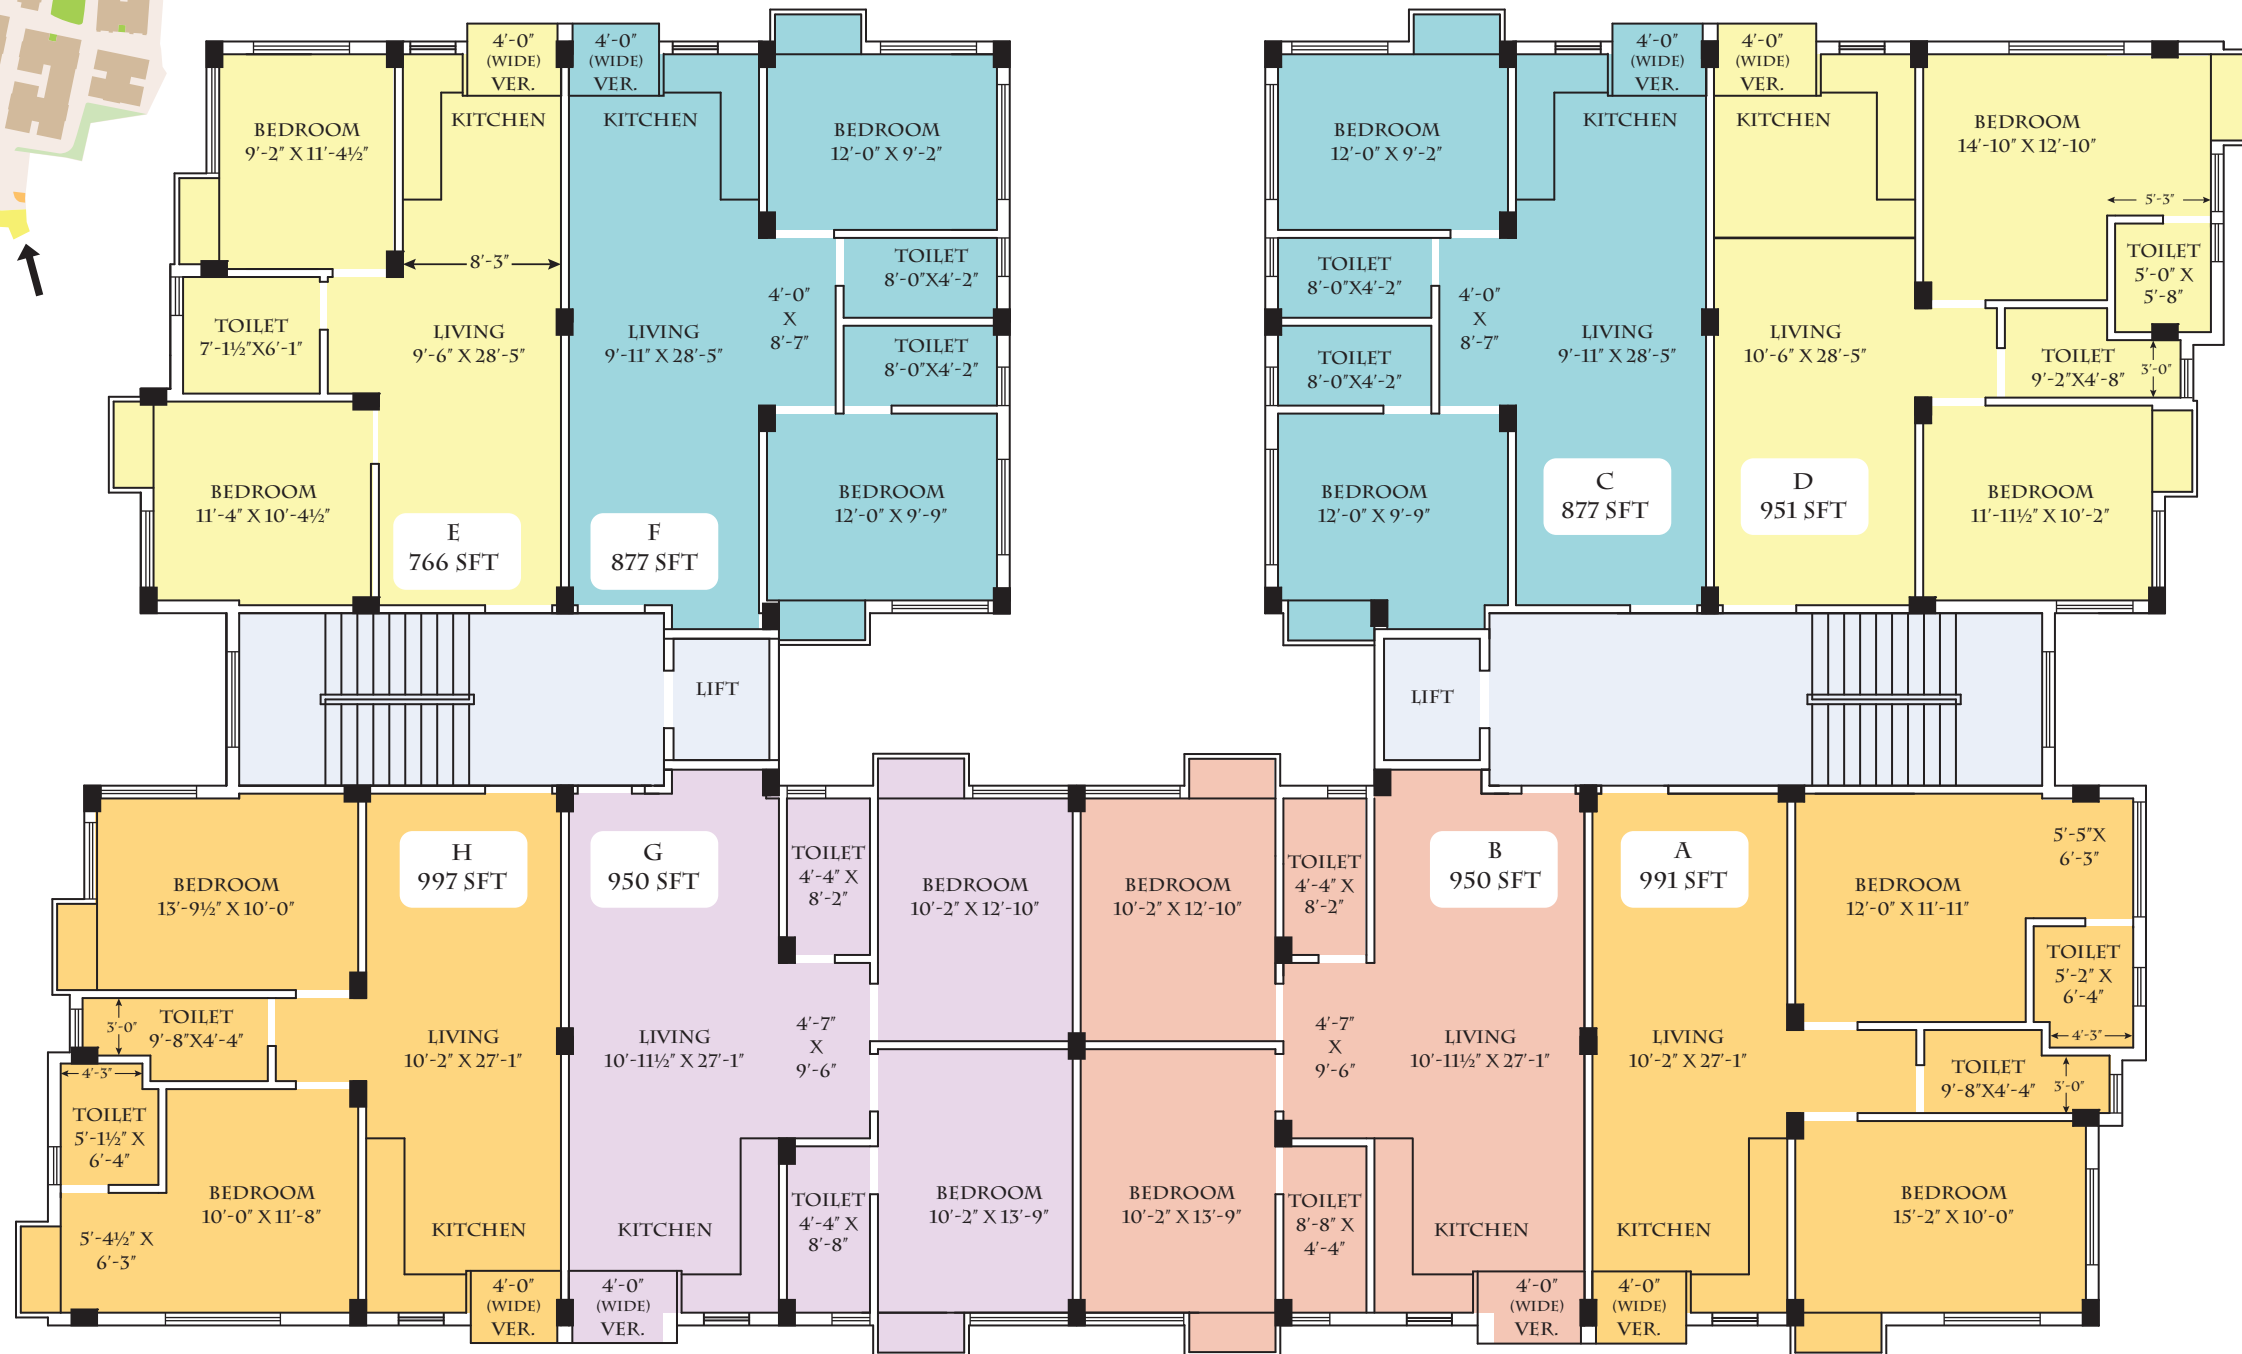 4'-0"
(WIDE)
VER.
KITCHEN
BEDROOM
9'-2" X 11'-4½"
8'-3"
TOILET
7'-1½"X6'-1"
LIVING
9'-6" X 28'-5"
BEDROOM
11'-4" X 10'-4½"
E
766 SFT
4'-0"
(WIDE)
VER.
KITCHEN
BEDROOM
12'-0" X 9'-2"
TOILET
8'-0"X4'-2"
4'-0"
X
8'-7"
LIVING
9'-11" X 28'-5"
TOILET
8'-0"X4'-2"
BEDROOM
12'-0" X 9'-9"
F
877 SFT
4'-0"
(WIDE)
VER.
KITCHEN
BEDROOM
12'-0" X 9'-2"
TOILET
8'-0"X4'-2"
4'-0"
X
8'-7"
LIVING
9'-11" X 28'-5"
TOILET
8'-0"X4'-2"
BEDROOM
12'-0" X 9'-9"
C
877 SFT
4'-0"
(WIDE)
VER.
KITCHEN
BEDROOM
14'-10" X 12'-10"
5'-3"
TOILET
5'-0" X
5'-8"
LIVING
10'-6" X 28'-5"
TOILET
9'-2"X4'-8"
3'-0"
BEDROOM
11'-11½" X 10'-2"
D
951 SFT
LIFT
LIFT
H
997 SFT
BEDROOM
13'-9½" X 10'-0"
3'-0"
TOILET
9'-8"X4'-4"
LIVING
10'-2" X 27'-1"
4'-3"
TOILET
5'-1½" X
6'-4"
BEDROOM
10'-0" X 11'-8"
5'-4½" X
6'-3"
KITCHEN
4'-0"
(WIDE)
VER.
G
950 SFT
TOILET
4'-4" X
8'-2"
BEDROOM
10'-2" X 12'-10"
LIVING
10'-11½" X 27'-1"
4'-7"
X
9'-6"
TOILET
4'-4" X
8'-8"
BEDROOM
10'-2" X 13'-9"
KITCHEN
4'-0"
(WIDE)
VER.
BEDROOM
10'-2" X 12'-10"
TOILET
4'-4" X
8'-2"
B
950 SFT
4'-7"
X
9'-6"
LIVING
10'-11½" X 27'-1"
BEDROOM
10'-2" X 13'-9"
TOILET
8'-8" X
4'-4"
KITCHEN
4'-0"
(WIDE)
VER.
A
991 SFT
BEDROOM
12'-0" X 11'-11"
5'-5"X
6'-3"
TOILET
5'-2" X
6'-4"
4'-3"
LIVING
10'-2" X 27'-1"
TOILET
9'-8"X4'-4"
3'-0"
BEDROOM
15'-2" X 10'-0"
KITCHEN
4'-0"
(WIDE)
VER.